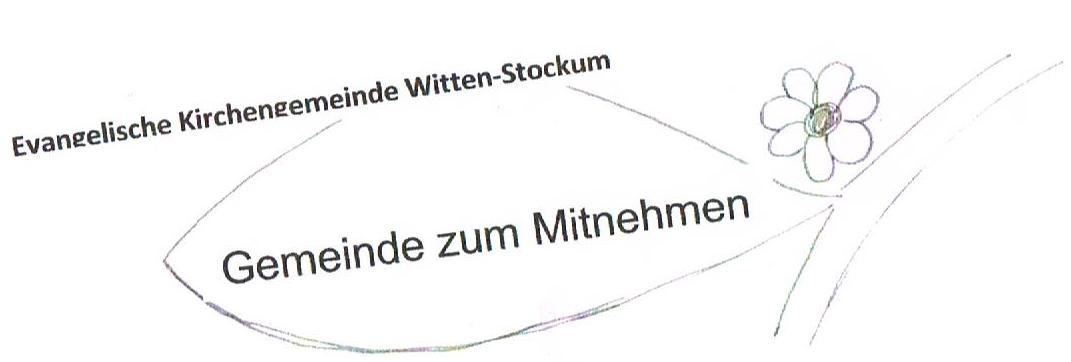 Evangelische Kirchengemeinde Witten-Stockum
Gemeinde zum Mitnehmen